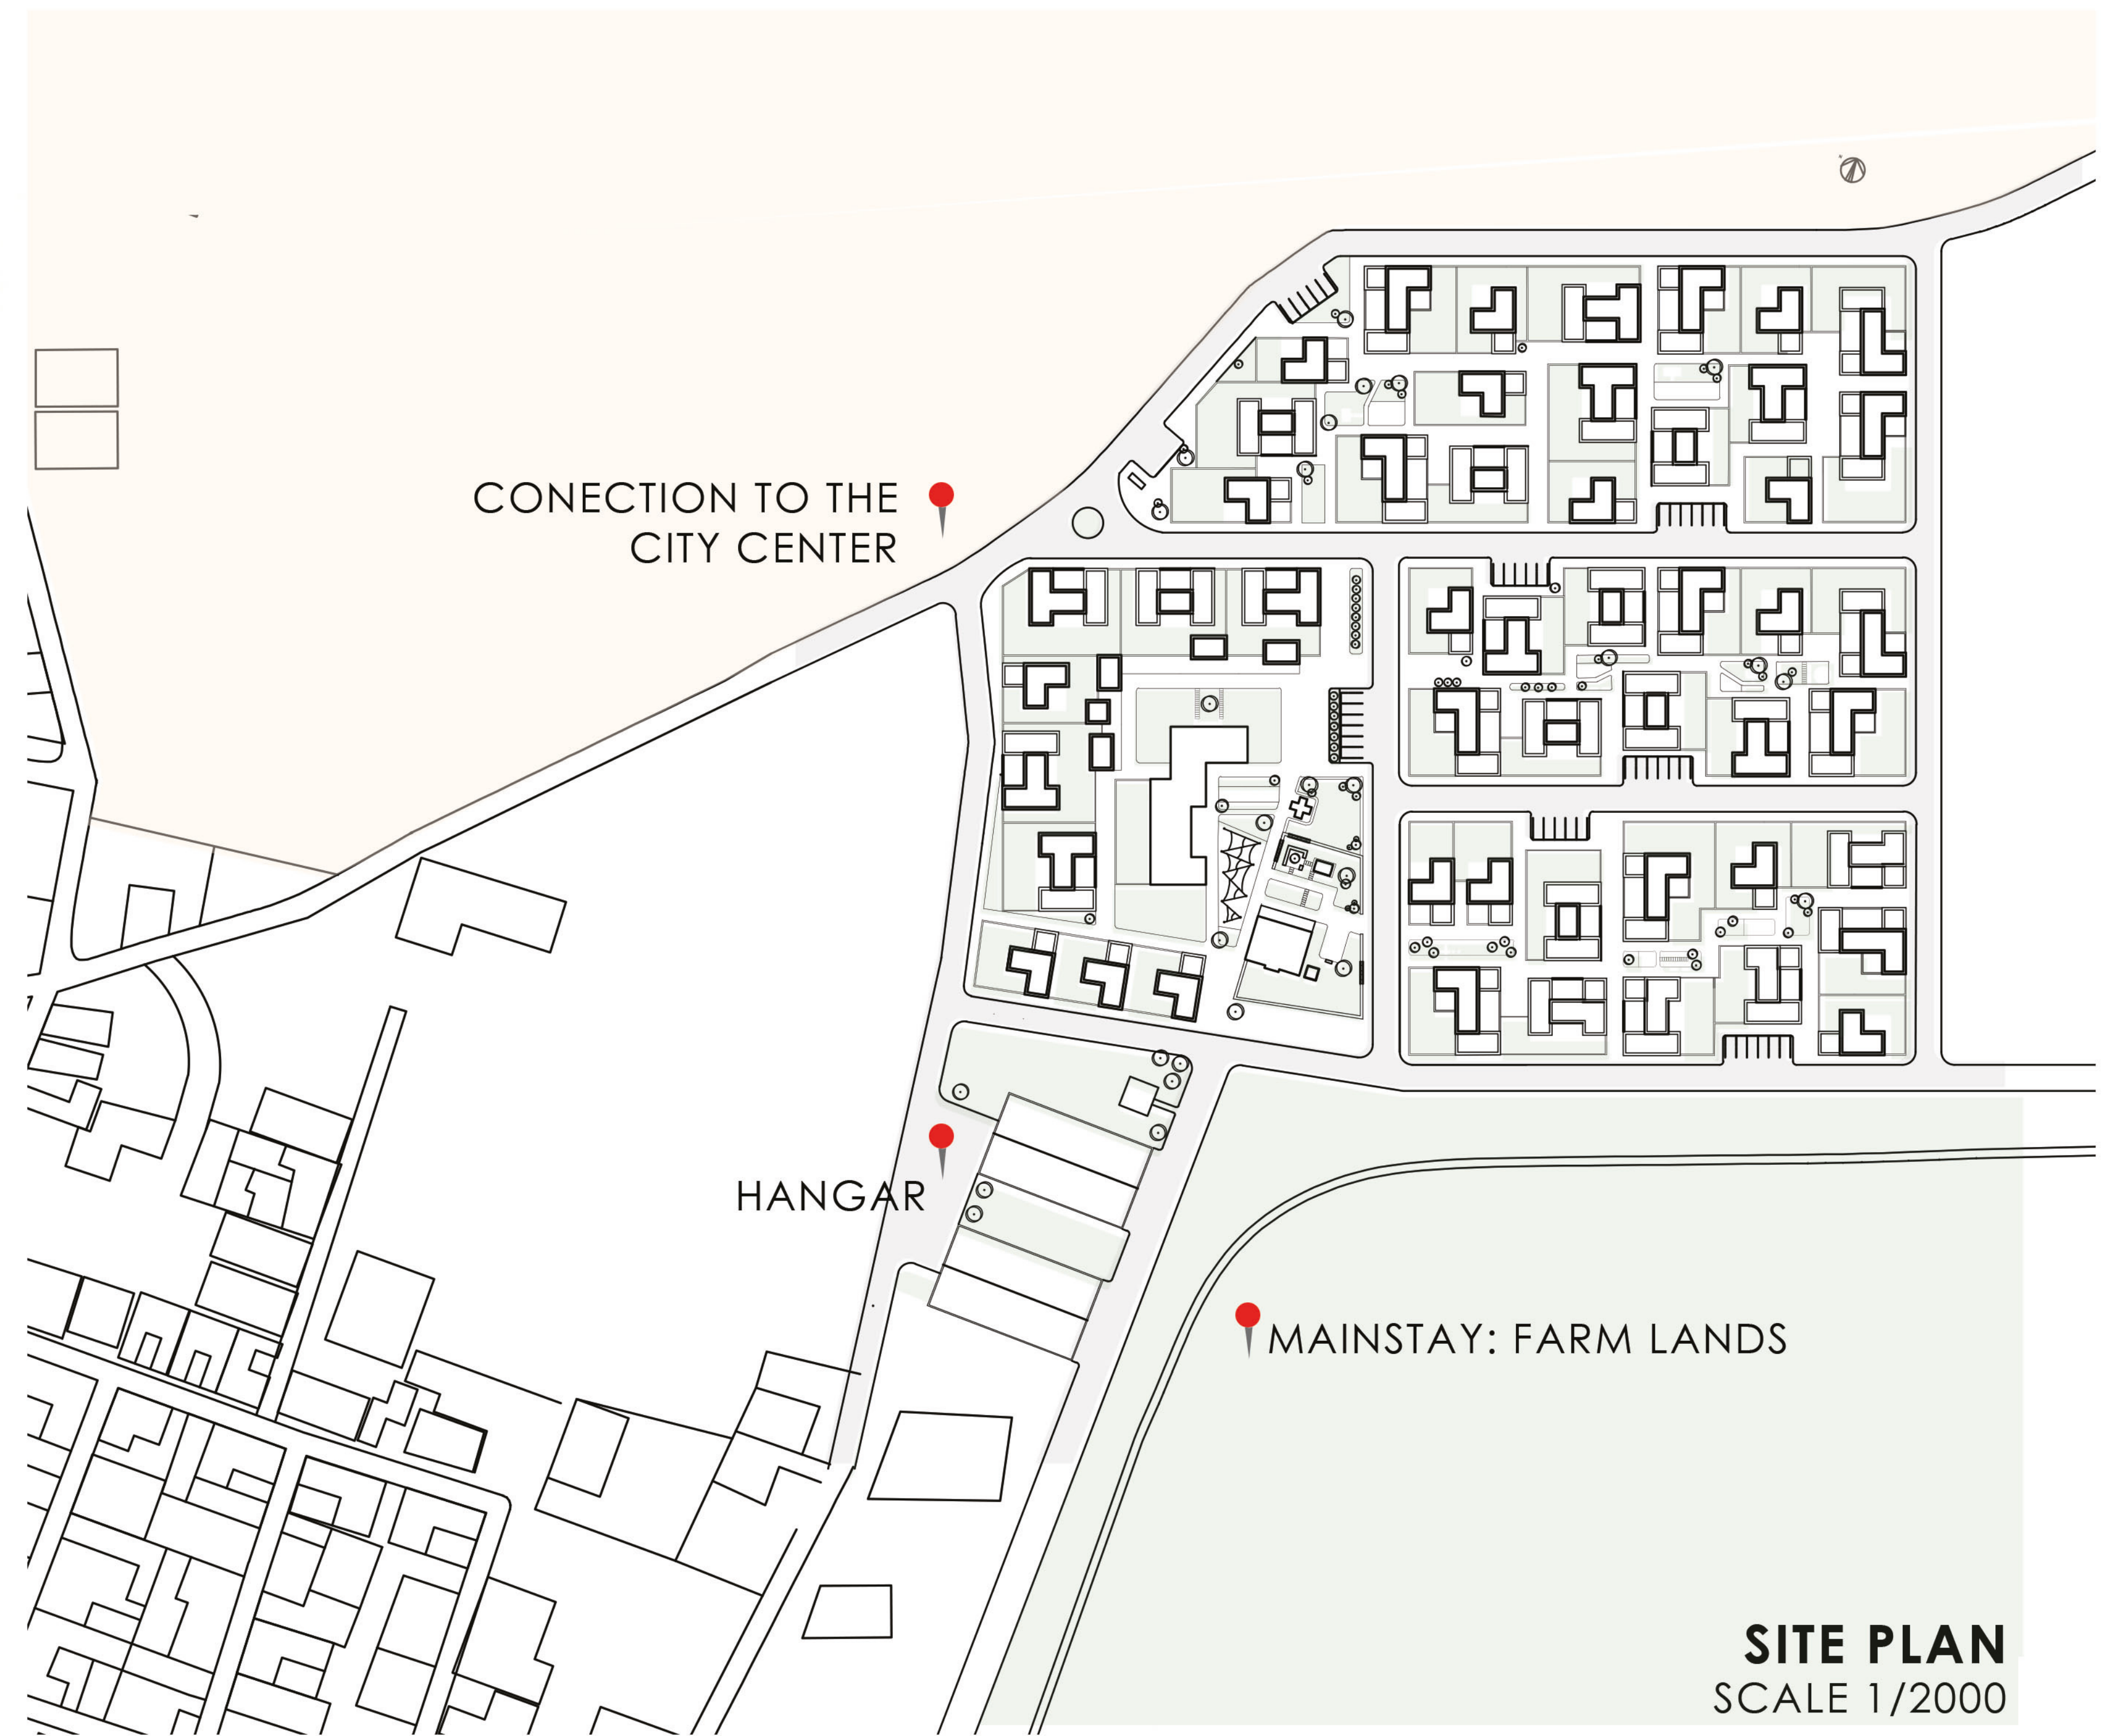 CONECTION TO THE
CITY CENTER
HANGAR
MAINSTAY: FARM LANDS
SITE PLAN
SCALE 1/2000